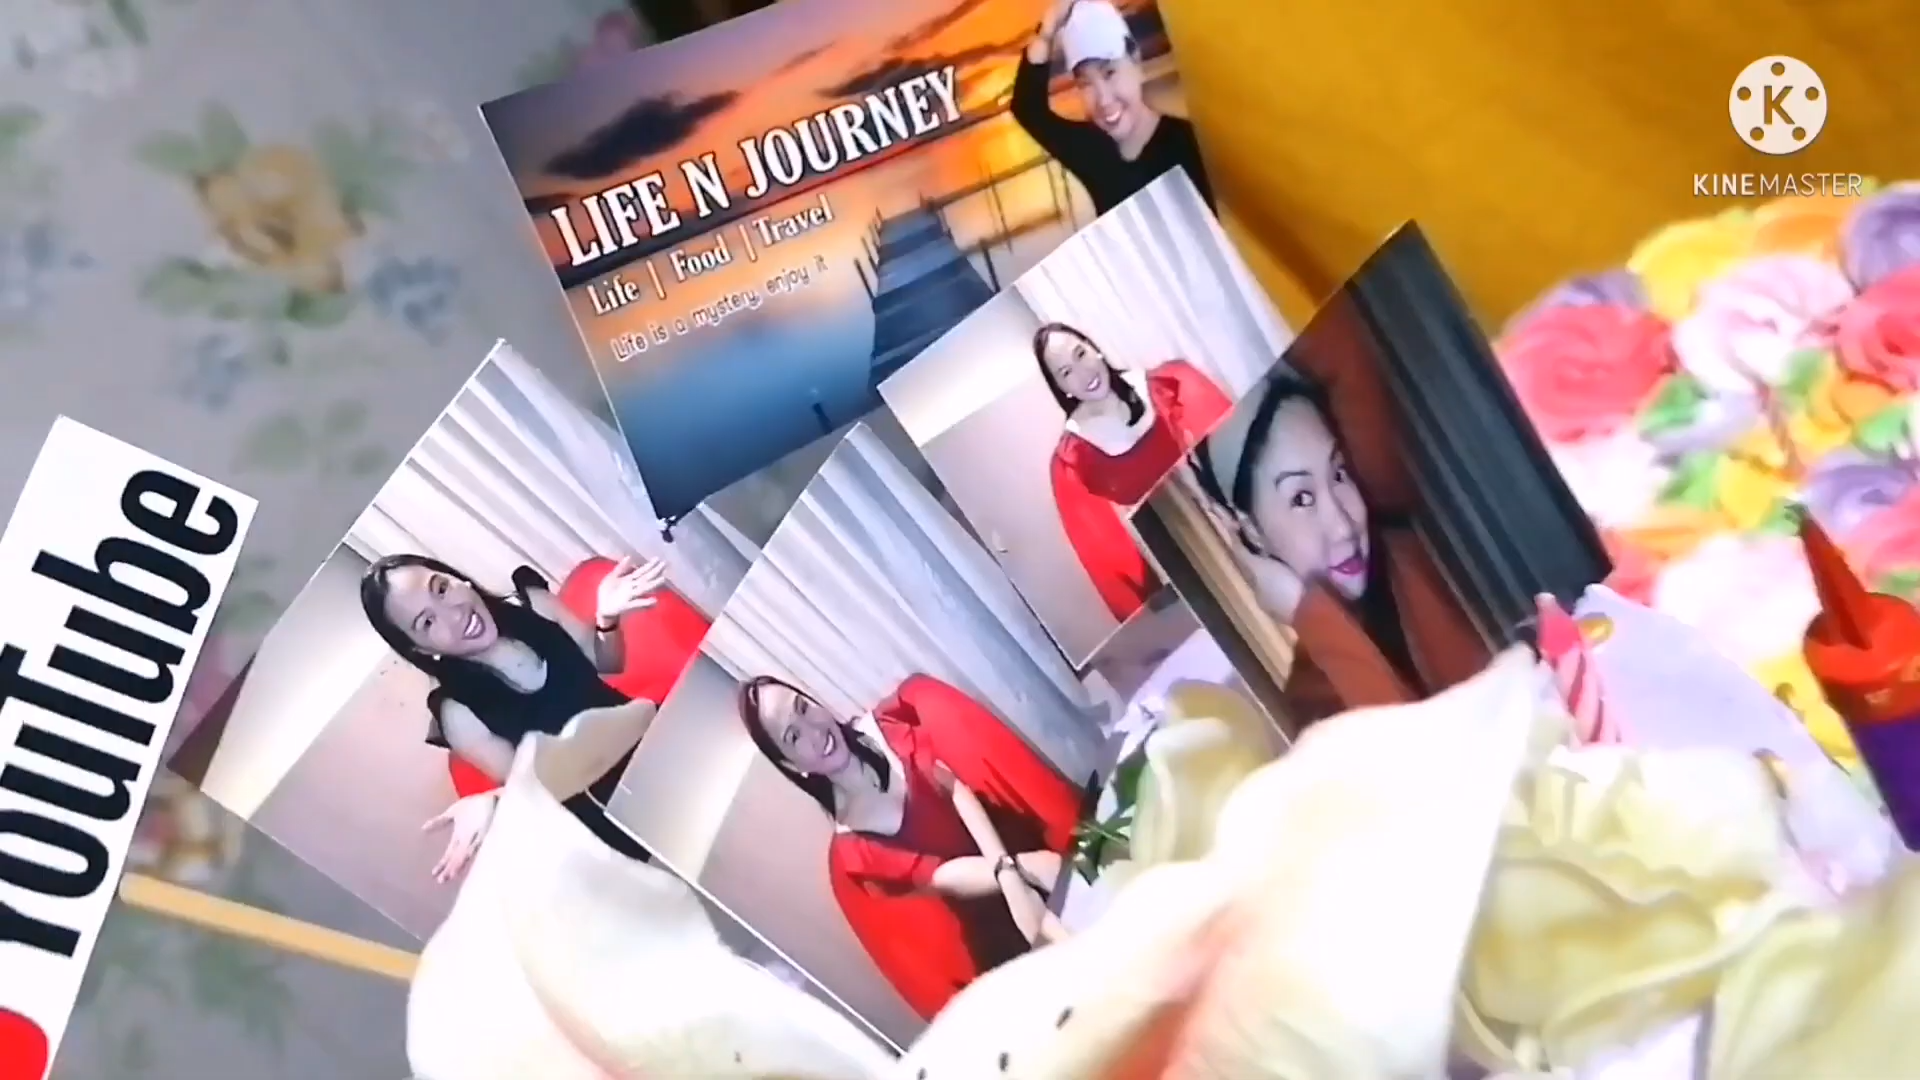 LIFE N JOURNEY
Life | Food | Travel
Life is a mystery, enjoy it
YouTube
K
KINEMASTER